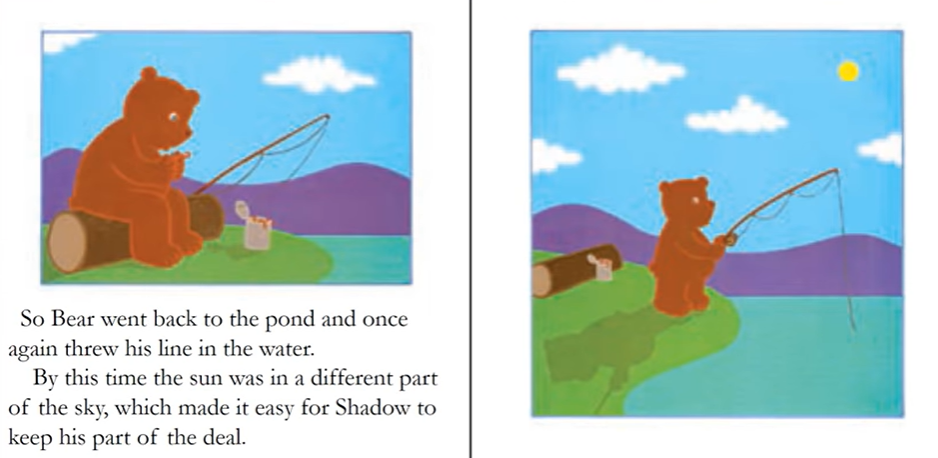 So Bear went back to the pond and once
again threw his line in the water.
By this time the sun was in a different part
of the sky, which made it easy for Shadow to
keep his part of the deal.